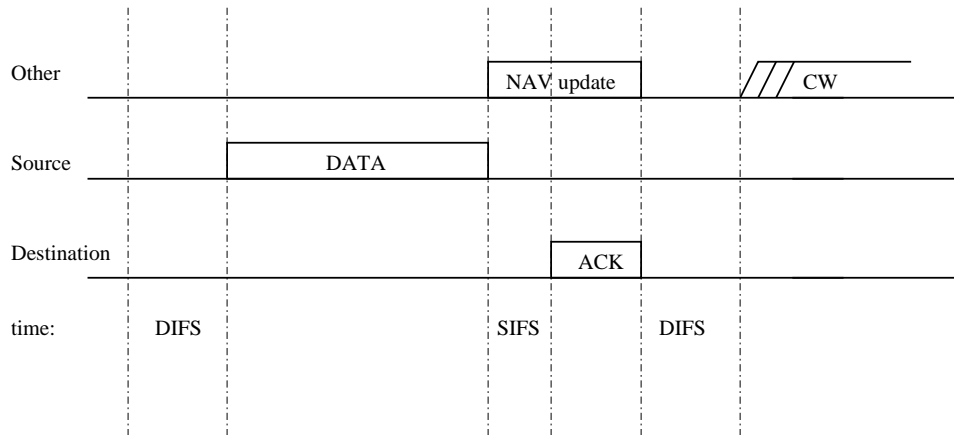 Other NAV update CW
Source DATA
Destination ACK
time: DIFS SIFS DIFS